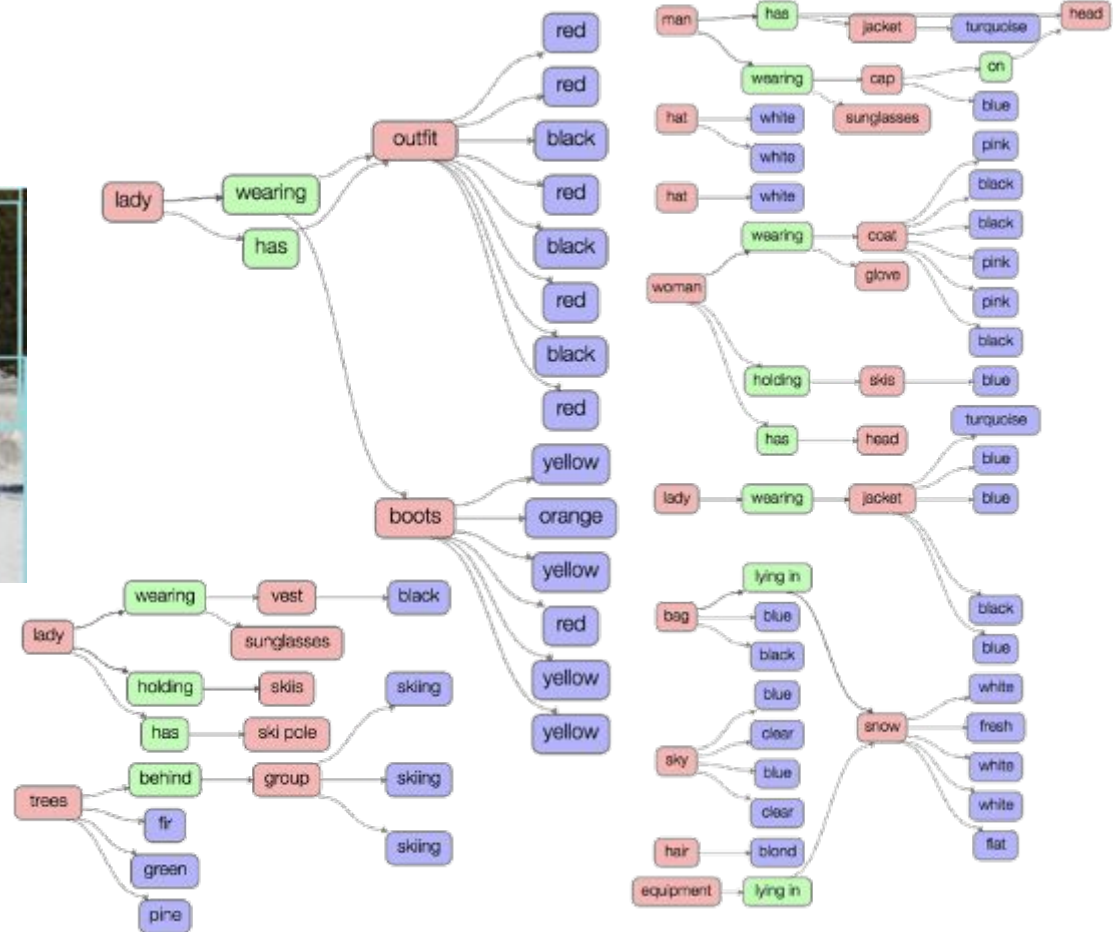 lady
wearing
has
outfit
red
red
black
red
black
red
black
red
boots
yellow
orange
yellow
red
yellow
yellow
lady
wearing
vest
black
sunglasses
holding
skiis
has
ski pole
trees
behind
group
skiing
skiing
skiing
fir
green
pine
man
has
jacket
turquoise
head
wearing
cap
on
blue
sunglasses
hat
white
white
hat
white
woman
wearing
coat
pink
black
black
pink
pink
black
glove
holding
skis
blue
has
head
lady
wearing
jacket
turquoise
blue
blue
black
blue
bag
lying in
blue
black
snow
white
fresh
white
white
flat
sky
blue
clear
blue
clear
hair
blond
equipment
lying in